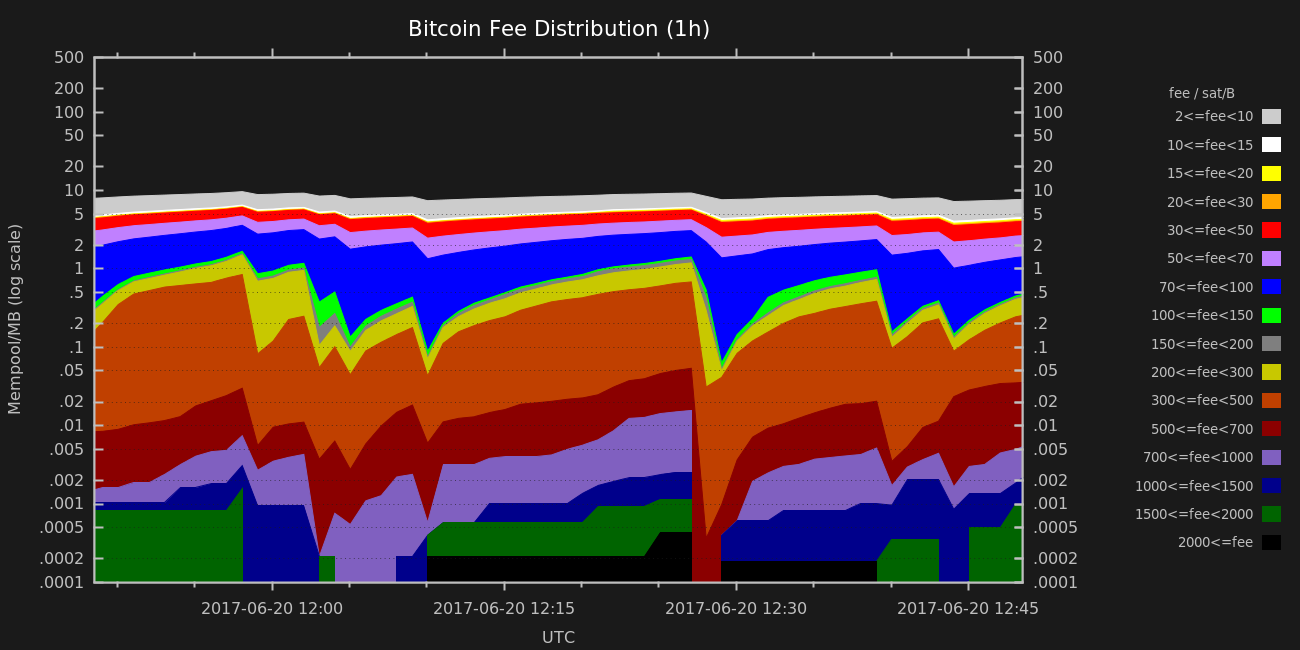 Bitcoin Fee Distribution (1h)
500 500
200 200
100 100
50 50
20 20
10 10
5 5
2 2
1 1
.5 .5
.2 .2
.1 .1
.05 .05
.02 .02
.01 .01
.005 .005
.002 .002
.001 .001
.0005 .0005
.0002 .0002
.0001 .0001
Mempool/MB (log scale)
2017-06-20 12:00 2017-06-20 12:15 2017-06-20 12:30 2017-06-20 12:45
UTC
fee / sat/B
2<=fee<10
10<=fee<15
15<=fee<20
20<=fee<30
30<=fee<50
50<=fee<70
70<=fee<100
100<=fee<150
150<=fee<200
200<=fee<300
300<=fee<500
500<=fee<700
700<=fee<1000
1000<=fee<1500
1500<=fee<2000
2000<=fee